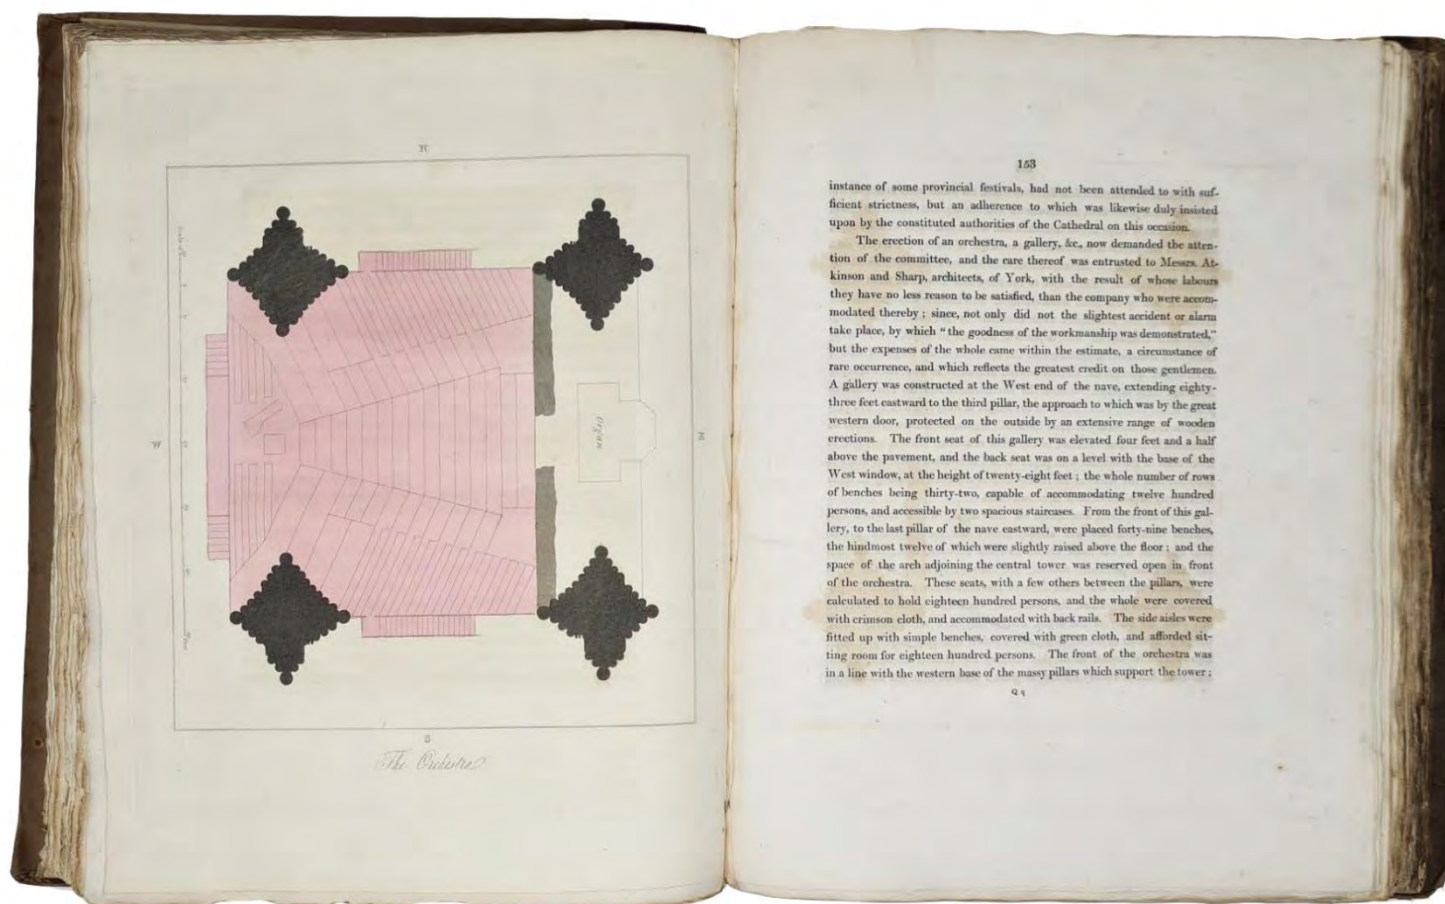 N
W
Organ
S
The Orchestra
153
instance of some provincial festivals, had not been attended to with suf-
ficient strictness, but an adherence to which was likewise duly insisted
upon by the constituted authorities of the Cathedral on this occasion.
The erection of an orchestra, a gallery, &c., now demanded the atten-
tion of the committee, and the care thereof was entrusted to Messrs. At-
kinson and Sharp, architects, of York, with the result of whose labours
they have no less reason to be satisfied, than the company who were accom-
modated thereby; since, not only did not the slightest accident or alarm
take place, by which "the goodness of the workmanship was demonstrated,"
but the expenses of the whole came within the estimate, a circumstance of
rare occurrence, and which reflects the greatest credit on those gentlemen.
A gallery was constructed at the West end of the nave, extending eighty-
three feet eastward to the third pillar, the approach to which was by the great
western door, protected on the outside by an extensive range of wooden
erections. The front seat of this gallery was elevated four feet and a half
above the pavement, and the back seat was on a level with the base of the
West window, at the height of twenty-eight feet; the whole number of rows
of benches being thirty-two, capable of accommodating twelve hundred
persons, and accessible by two spacious staircases. From the front of this gal-
lery, to the last pillar of the nave eastward, were placed forty-nine benches,
the hindmost twelve of which were slightly raised above the floor; and the
space of the arch adjoining the central tower was reserved open in front
of the orchestra. These seats, with a few others between the pillars, were
calculated to hold eighteen hundred persons, and the whole were covered
with crimson cloth, and accommodated with back rails. The side aisles were
fitted up with simple benches, covered with green cloth, and afforded sit-
ting room for eighteen hundred persons. The front of the orchestra was
in a line with the western base of the massy pillars which support the tower;
Q q